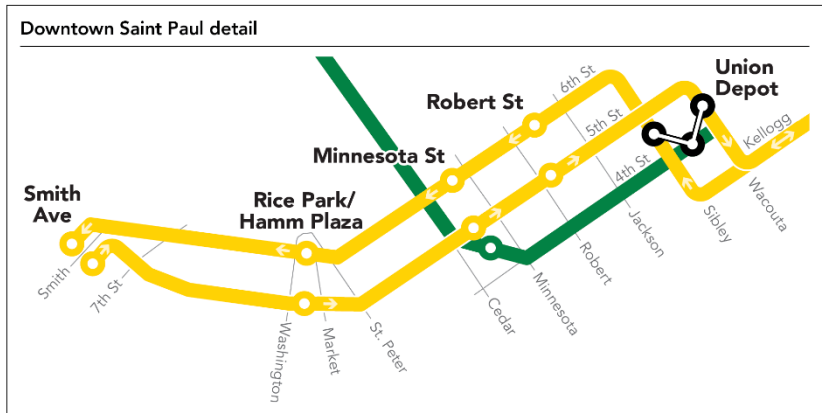 Downtown Saint Paul detail
Union
Depot
6th St
Robert St
5th St
Kellogg
Minnesota St
4th St
Wacouta
Smith
Ave
Rice Park/
Hamm Plaza
Sibley
Jackson
Robert
Smith
7th St
Minnesota
Cedar
St. Peter
Market
Washington